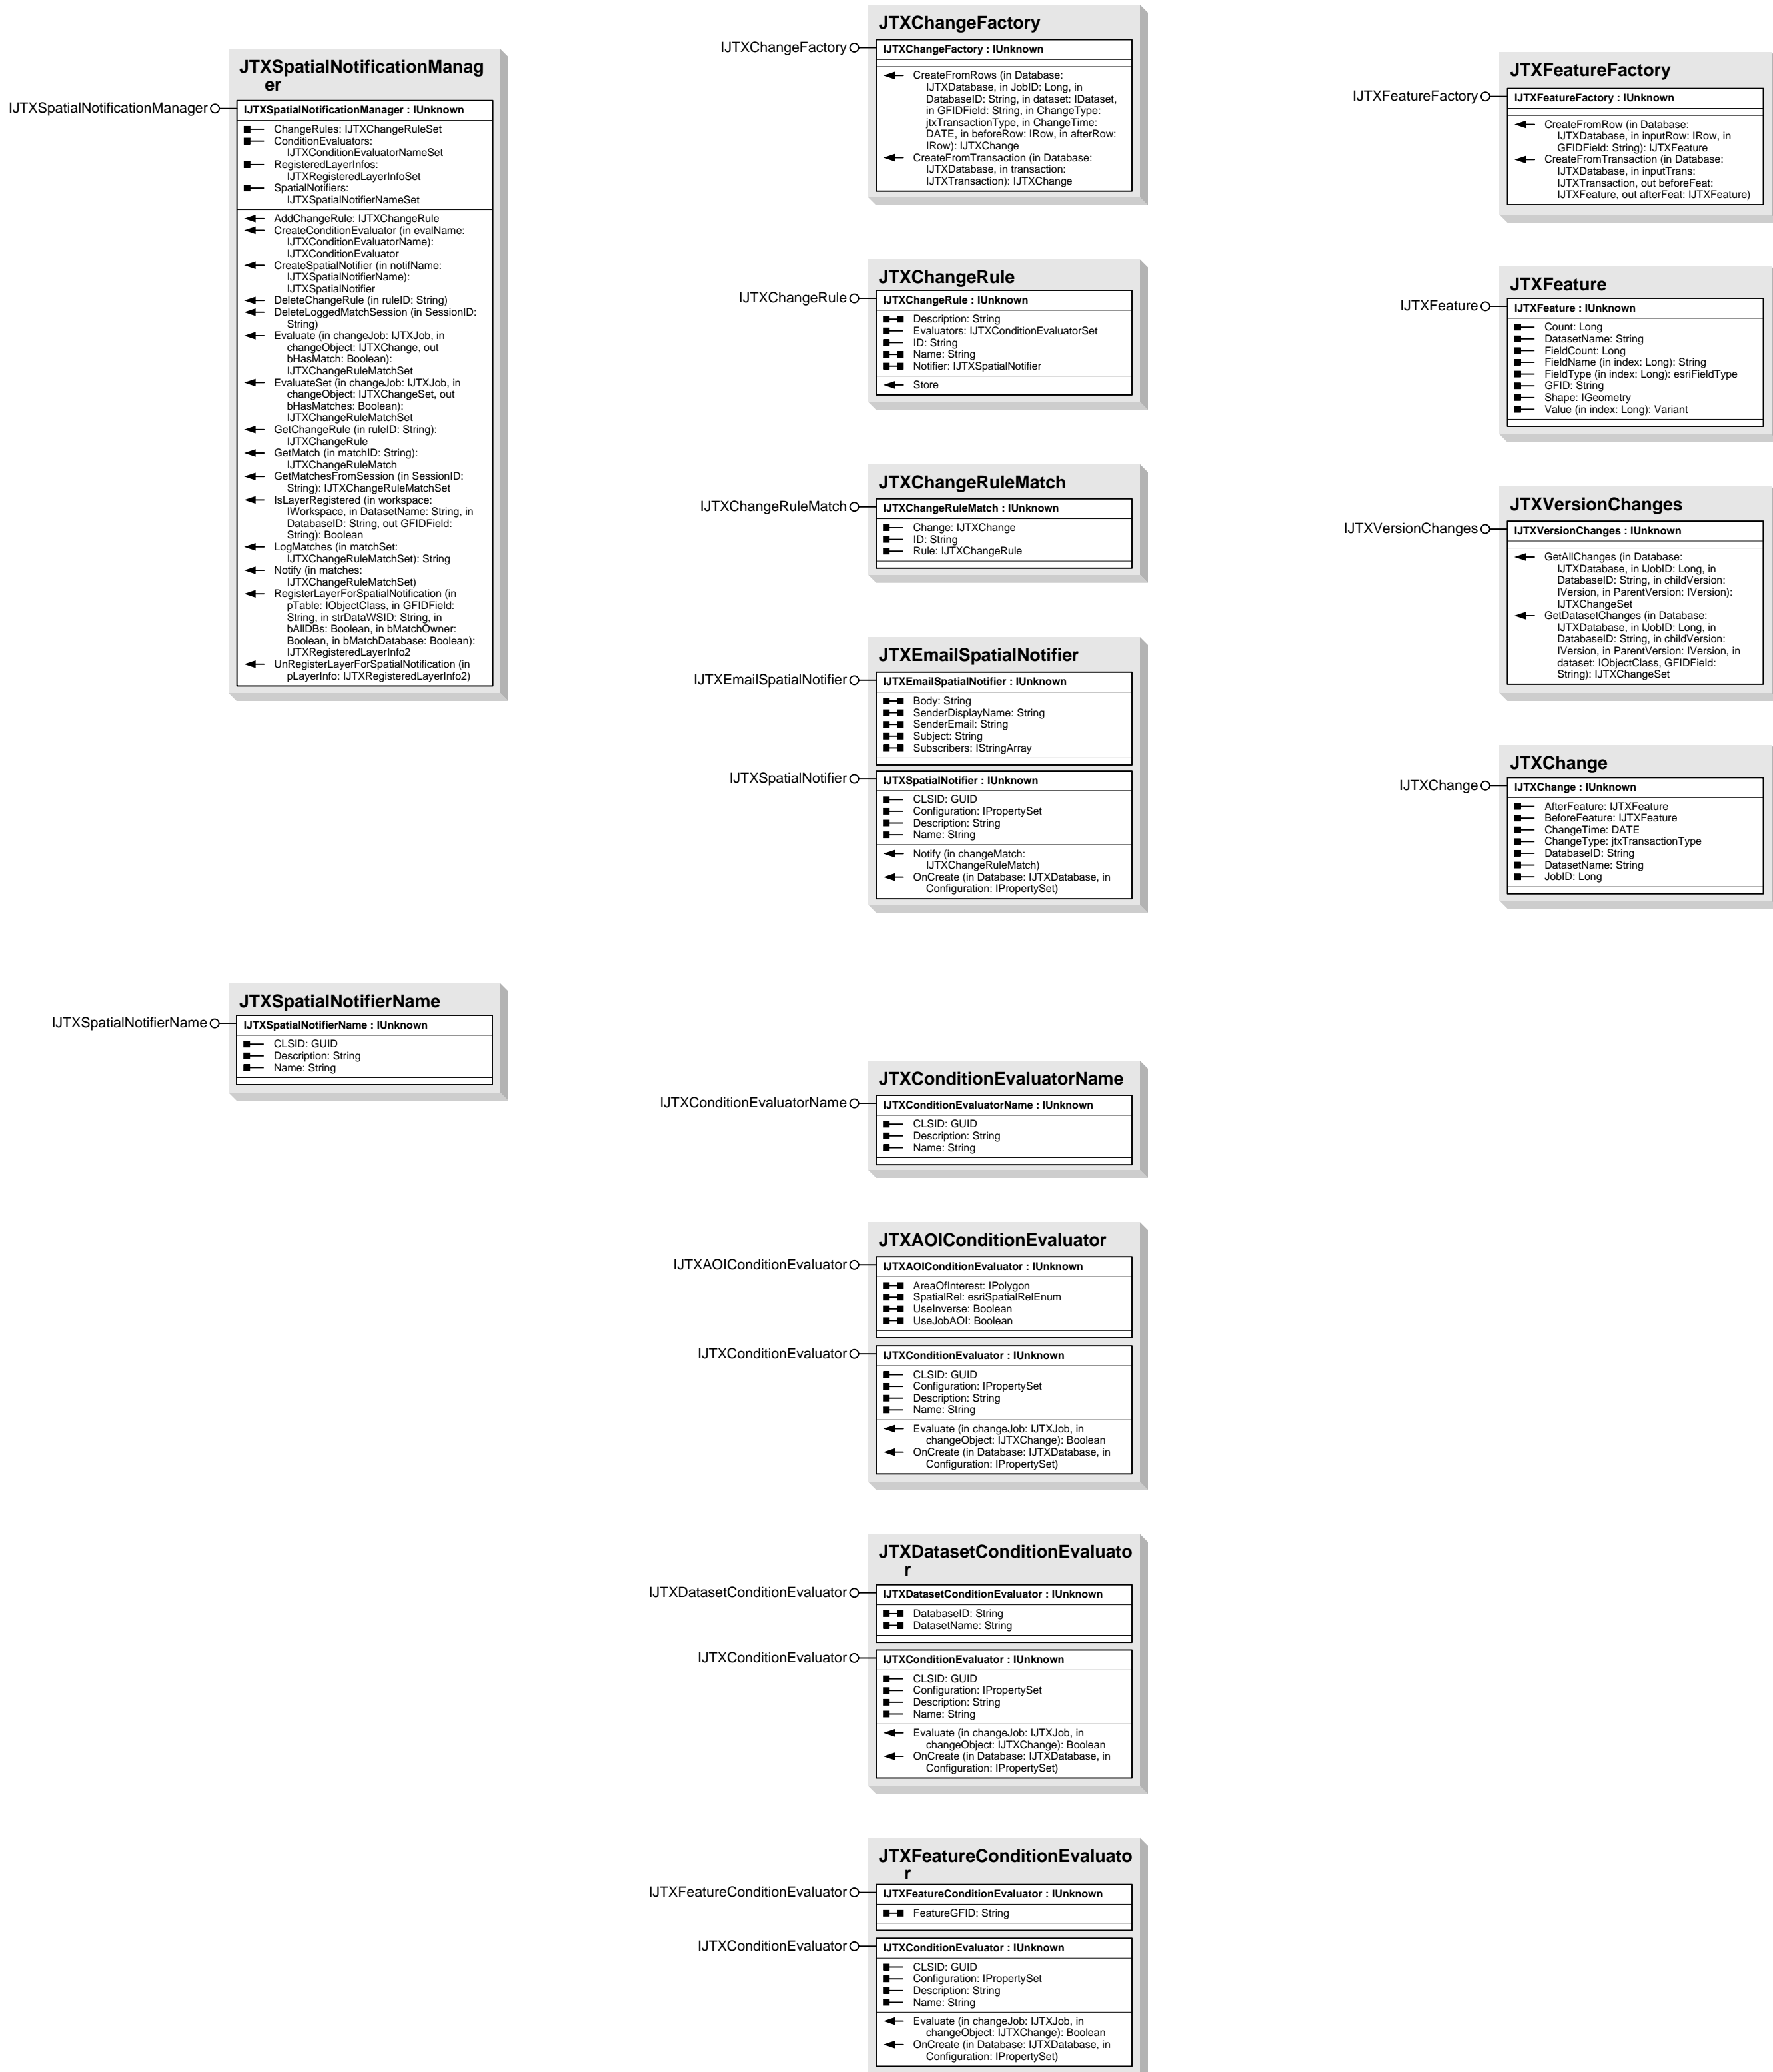 IJTXSpatialNotificationManager
JTXSpatialNotificationManag
er
IJTXSpatialNotificationManager : IUnknown
ChangeRules: IJTXChangeRuleSet
ConditionEvaluators:
IJTXConditionEvaluatorNameSet
RegisteredLayerInfos:
IJTXRegisteredLayerInfoSet
SpatialNotifiers:
IJTXSpatialNotifierNameSet
AddChangeRule: IJTXChangeRule
CreateConditionEvaluator (in evalName:
IJTXConditionEvaluatorName):
IJTXConditionEvaluator
CreateSpatialNotifier (in notifName:
IJTXSpatialNotifierName):
IJTXSpatialNotifier
DeleteChangeRule (in ruleID: String)
DeleteLoggedMatchSession (in SessionID:
String)
Evaluate (in changeJob: IJTXJob, in
changeObject: IJTXChange, out
bHasMatch: Boolean):
IJTXChangeRuleMatchSet
EvaluateSet (in changeJob: IJTXJob, in
changeObject: IJTXChangeSet, out
bHasMatches: Boolean):
IJTXChangeRuleMatchSet
GetChangeRule (in ruleID: String):
IJTXChangeRule
GetMatch (in matchID: String):
IJTXChangeRuleMatch
GetMatchesFromSession (in SessionID:
String): IJTXChangeRuleMatchSet
IsLayerRegistered (in workspace:
IWorkspace, in DatasetName: String, in
DatabaseID: String, out GFIDField:
String): Boolean
LogMatches (in matchSet:
IJTXChangeRuleMatchSet): String
Notify (in matches:
IJTXChangeRuleMatchSet)
RegisterLayerForSpatialNotification (in
pTable: IObjectClass, in GFIDField:
String, in strDataWSID: String, in
bAllDBs: Boolean, in bMatchOwner:
Boolean, in bMatchDatabase: Boolean):
IJTXRegisteredLayerInfo2
UnRegisterLayerForSpatialNotification (in
pLayerInfo: IJTXRegisteredLayerInfo2)
IJTXSpatialNotifierName
JTXSpatialNotifierName
IJTXSpatialNotifierName : IUnknown
CLSID: GUID
Description: String
Name: String
IJTXChangeFactory
JTXChangeFactory
IJTXChangeFactory : IUnknown
CreateFromRows (in Database:
IJTXDatabase, in JobID: Long, in
DatabaseID: String, in dataset: IDataset,
in GFIDField: String, in ChangeType:
jtxTransactionType, in ChangeTime:
DATE, in beforeRow: IRow, in afterRow:
IRow): IJTXChange
CreateFromTransaction (in Database:
IJTXDatabase, in transaction:
IJTXTransaction): IJTXChange
IJTXChangeRule
JTXChangeRule
IJTXChangeRule : IUnknown
Description: String
Evaluators: IJTXConditionEvaluatorSet
ID: String
Name: String
Notifier: IJTXSpatialNotifier
Store
IJTXChangeRuleMatch
JTXChangeRuleMatch
IJTXChangeRuleMatch : IUnknown
Change: IJTXChange
ID: String
Rule: IJTXChangeRule
JTXEmailSpatialNotifier
IJTXEmailSpatialNotifier
IJTXEmailSpatialNotifier : IUnknown
Body: String
SenderDisplayName: String
SenderEmail: String
Subject: String
Subscribers: IStringArray
IJTXSpatialNotifier
IJTXSpatialNotifier : IUnknown
CLSID: GUID
Configuration: IPropertySet
Description: String
Name: String
Notify (in changeMatch:
IJTXChangeRuleMatch)
OnCreate (in Database: IJTXDatabase, in
Configuration: IPropertySet)
JTXConditionEvaluatorName
IJTXConditionEvaluatorName
IJTXConditionEvaluatorName : IUnknown
CLSID: GUID
Description: String
Name: String
JTXAOIConditionEvaluator
IJTXAOIConditionEvaluator
IJTXAOIConditionEvaluator : IUnknown
AreaOfInterest: IPolygon
SpatialRel: esriSpatialRelEnum
UseInverse: Boolean
UseJobAOI: Boolean
IJTXConditionEvaluator
IJTXConditionEvaluator : IUnknown
CLSID: GUID
Configuration: IPropertySet
Description: String
Name: String
Evaluate (in changeJob: IJTXJob, in
changeObject: IJTXChange): Boolean
OnCreate (in Database: IJTXDatabase, in
Configuration: IPropertySet)
JTXDatasetConditionEvaluato
r
IJTXDatasetConditionEvaluator
IJTXDatasetConditionEvaluator : IUnknown
DatabaseID: String
DatasetName: String
IJTXConditionEvaluator
IJTXConditionEvaluator : IUnknown
CLSID: GUID
Configuration: IPropertySet
Description: String
Name: String
Evaluate (in changeJob: IJTXJob, in
changeObject: IJTXChange): Boolean
OnCreate (in Database: IJTXDatabase, in
Configuration: IPropertySet)
JTXFeatureConditionEvaluato
r
IJTXFeatureConditionEvaluator
IJTXFeatureConditionEvaluator : IUnknown
FeatureGFID: String
IJTXConditionEvaluator
IJTXConditionEvaluator : IUnknown
CLSID: GUID
Configuration: IPropertySet
Description: String
Name: String
Evaluate (in changeJob: IJTXJob, in
changeObject: IJTXChange): Boolean
OnCreate (in Database: IJTXDatabase, in
Configuration: IPropertySet)
JTXFeatureFactory
IJTXFeatureFactory
IJTXFeatureFactory : IUnknown
CreateFromRow (in Database:
IJTXDatabase, in inputRow: IRow, in
GFIDField: String): IJTXFeature
CreateFromTransaction (in Database:
IJTXDatabase, in inputTrans:
IJTXTransaction, out beforeFeat:
IJTXFeature, out afterFeat: IJTXFeature)
JTXFeature
IJTXFeature
IJTXFeature : IUnknown
Count: Long
DatasetName: String
FieldCount: Long
FieldName (in index: Long): String
FieldType (in index: Long): esriFieldType
GFID: String
Shape: IGeometry
Value (in index: Long): Variant
JTXVersionChanges
IJTXVersionChanges
IJTXVersionChanges : IUnknown
GetAllChanges (in Database:
IJTXDatabase, in lJobID: Long, in
DatabaseID: String, in childVersion:
IVersion, in ParentVersion: IVersion):
IJTXChangeSet
GetDatasetChanges (in Database:
IJTXDatabase, in lJobID: Long, in
DatabaseID: String, in childVersion:
IVersion, in ParentVersion: IVersion, in
dataset: IObjectClass, GFIDField:
String): IJTXChangeSet
JTXChange
IJTXChange
IJTXChange : IUnknown
AfterFeature: IJTXFeature
BeforeFeature: IJTXFeature
ChangeTime: DATE
ChangeType: jtxTransactionType
DatabaseID: String
DatasetName: String
JobID: Long